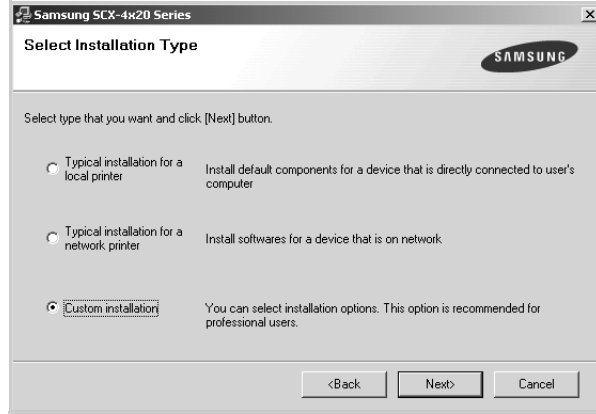 Samsung SCX-4x20 Series
Select Installation Type
SAMSUNG
Select type that you want and click [Next] button.
Typical installation for a
local printer
Install default components for a device that is directly connected to user's
computer
Typical installation for a
network printer
Install softwares for a device that is on network
Custom installation
You can select installation options. This option is recommended for
professional users.
<Back
Next>
Cancel